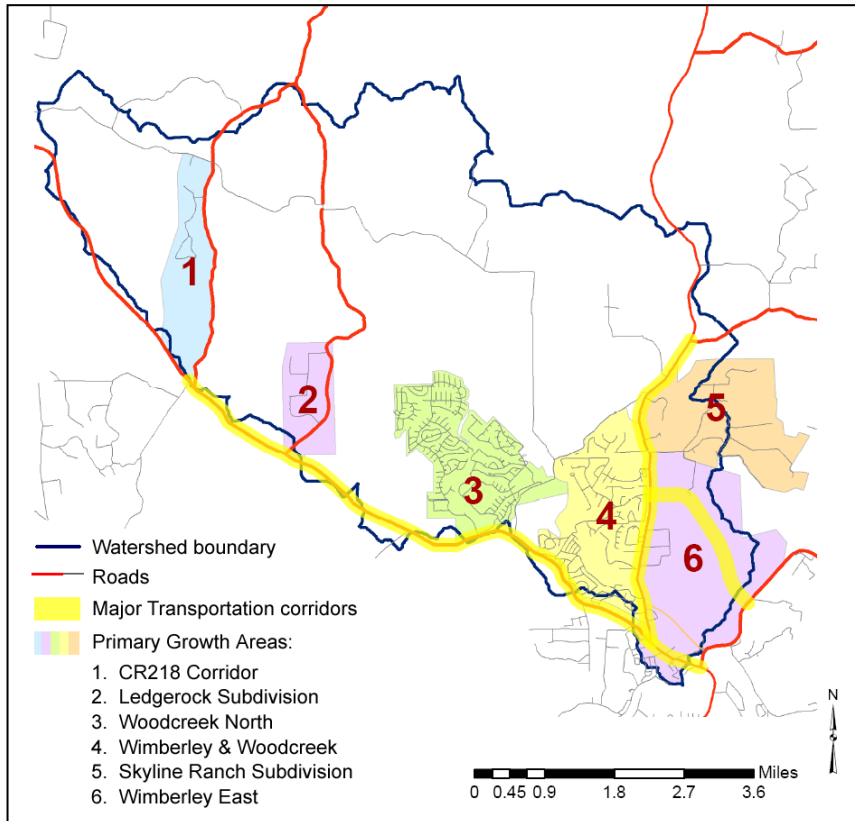 1
2
3
4
5
6
Watershed boundary
Roads
Major Transportation corridors
Primary Growth Areas:
1. CR218 Corridor
2. Ledgerock Subdivision
3. Woodcreek North
4. Wimberley & Woodcreek
5. Skyline Ranch Subdivision
6. Wimberley East
N
Miles
0 0.45 0.9 1.8 2.7 3.6